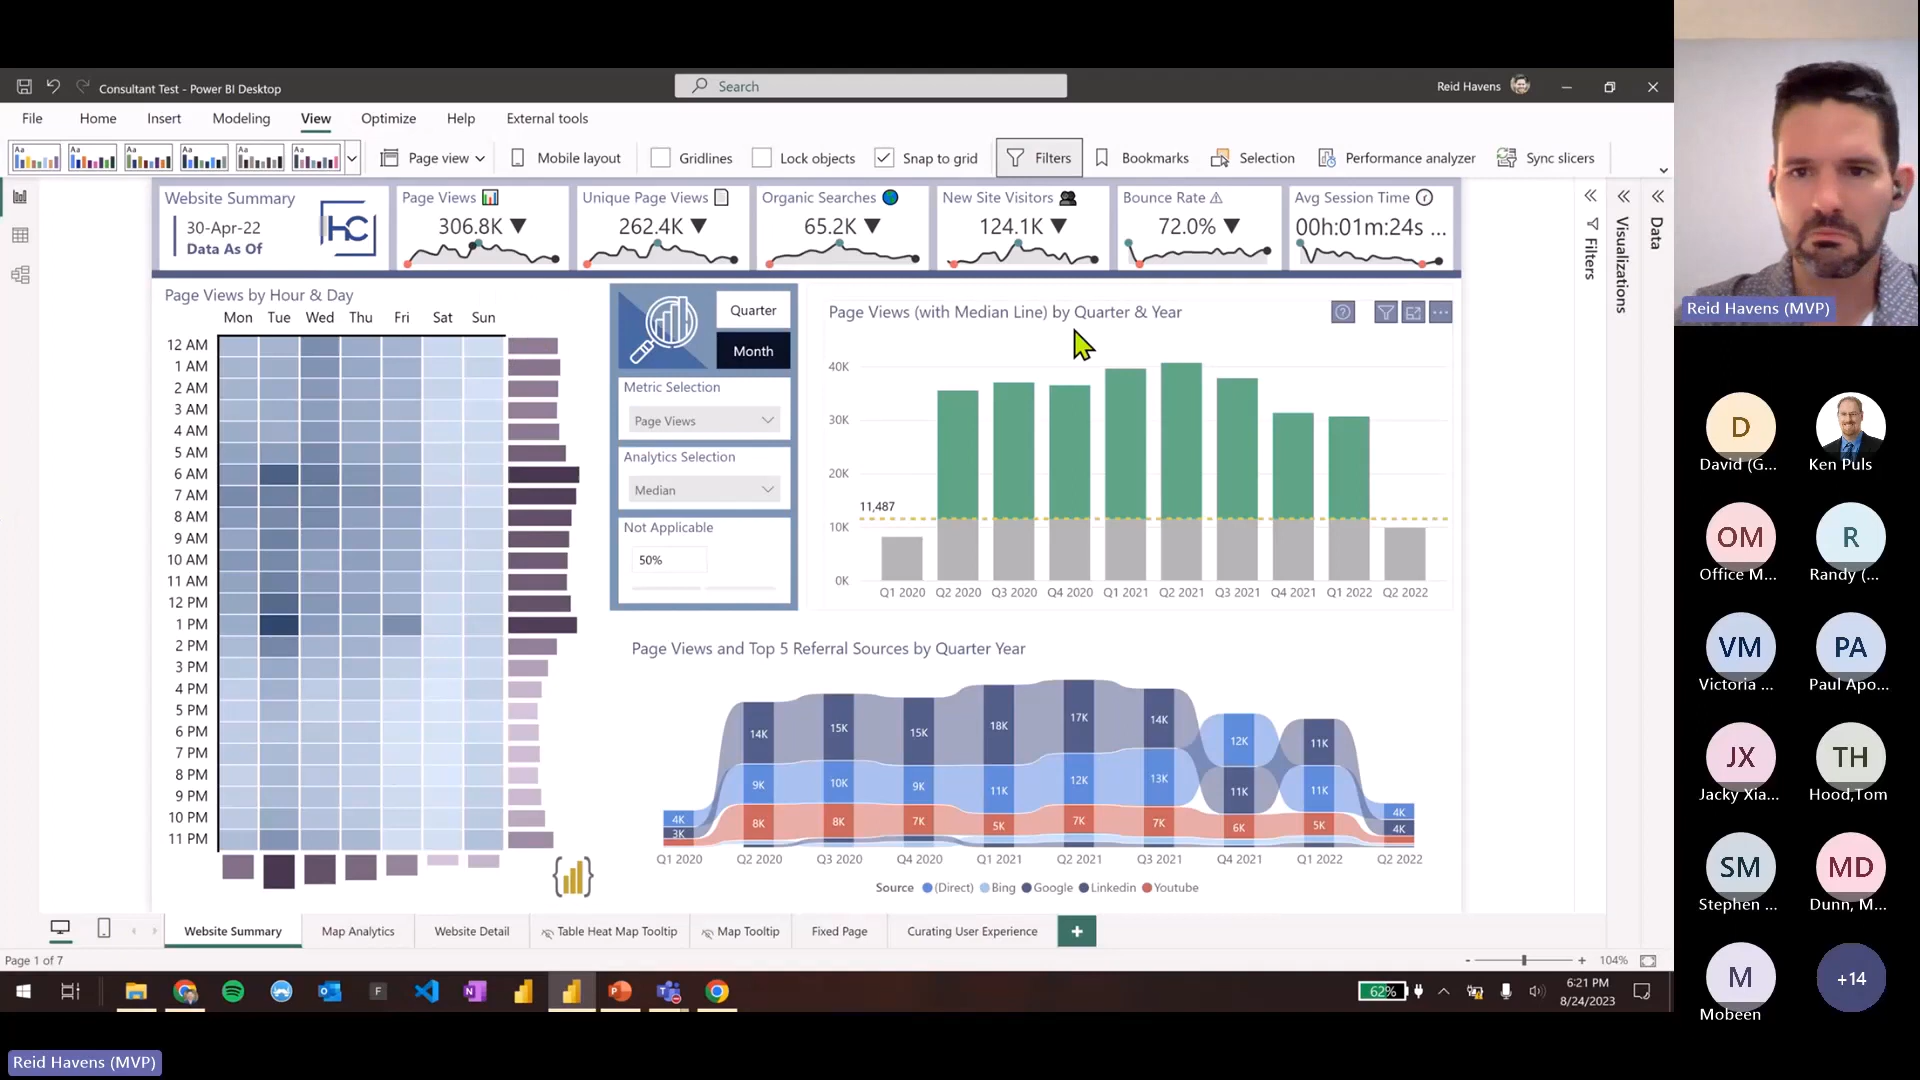 Consultant Test - Power BI Desktop
Search
Reid Havens
File Home Insert Modeling View Optimize Help External tools
Aa Aa Aa Aa Aa Aa
Page view
Mobile layout
Gridlines
Lock objects
Snap to grid
Filters
Bookmarks
Selection
Performance analyzer
Sync slicers
Website Summary
30-Apr-22
Data As Of
HC
Page Views
306.8K ▼
Unique Page Views
262.4K ▼
Organic Searches
65.2K ▼
New Site Visitors
124.1K ▼
Bounce Rate
72.0% ▼
Avg Session Time
00h:01m:24s ...
Filters
Visualizations
Data
Page Views by Hour & Day
Mon Tue Wed Thu Fri Sat Sun
12 AM
1 AM
2 AM
3 AM
4 AM
5 AM
6 AM
7 AM
8 AM
9 AM
10 AM
11 AM
12 PM
1 PM
2 PM
3 PM
4 PM
5 PM
6 PM
7 PM
8 PM
9 PM
10 PM
11 PM
Quarter
Month
Metric Selection
Page Views
Analytics Selection
Median
Not Applicable
50%
Page Views (with Median Line) by Quarter & Year
40K
30K
20K
11,487
10K
0K
Q1 2020 Q2 2020 Q3 2020 Q4 2020 Q1 2021 Q2 2021 Q3 2021 Q4 2021 Q1 2022 Q2 2022
Page Views and Top 5 Referral Sources by Quarter Year
14K 15K 15K 18K 17K 14K 12K 11K
9K 10K 9K 11K 12K 13K 11K 11K
4K 8K 8K 7K 5K 7K 7K 6K 5K 4K
3K 4K
Q1 2020 Q2 2020 Q3 2020 Q4 2020 Q1 2021 Q2 2021 Q3 2021 Q4 2021 Q1 2022 Q2 2022
Source (Direct) Bing Google Linkedin Youtube
Website Summary
Map Analytics
Website Detail
Table Heat Map Tooltip
Map Tooltip
Fixed Page
Curating User Experience
+
Page 1 of 7
- + 104%
62%
6:21 PM
8/24/2023
Reid Havens (MVP)
Reid Havens (MVP)
D
David (G...
Ken Puls
OM
Office M...
R
Randy (...
VM
Victoria ...
PA
Paul Apo...
JX
Jacky Xia...
TH
Hood,Tom
SM
Stephen ...
MD
Dunn, M...
M
Mobeen
+14